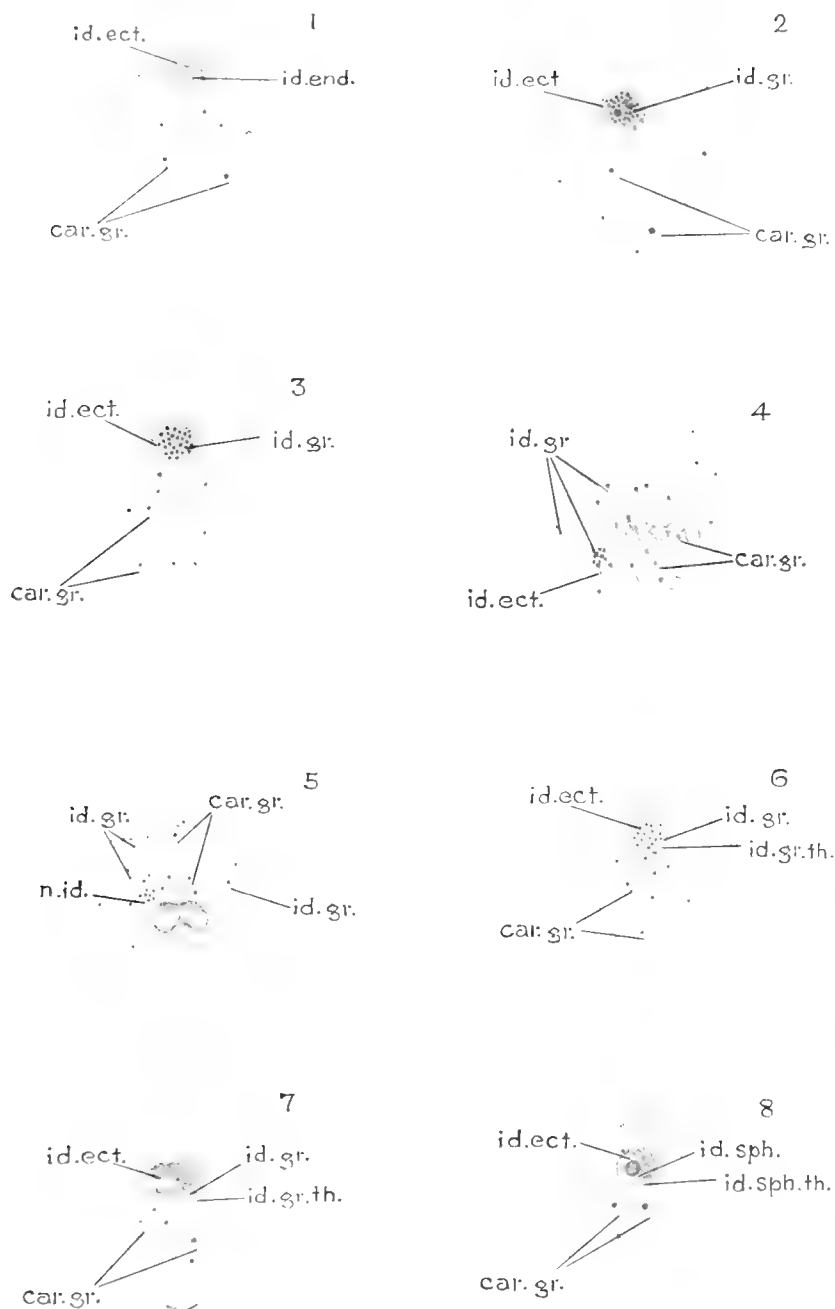 1
id.ect.
id.end.
car.gr.
2
id.ect
id.gr.
car.gr.
3
id.ect.
id.gr.
car.gr.
4
id.gr
car.gr.
id.ect.
5
id.gr.
car.gr.
n.id.
id.gr.
6
id.ect.
id.gr.
id.gr.th.
car.gr.
7
id.ect.
id.gr.
id.gr.th.
car.gr.
8
id.ect.
id.sph.
id.sph.th.
car.gr.